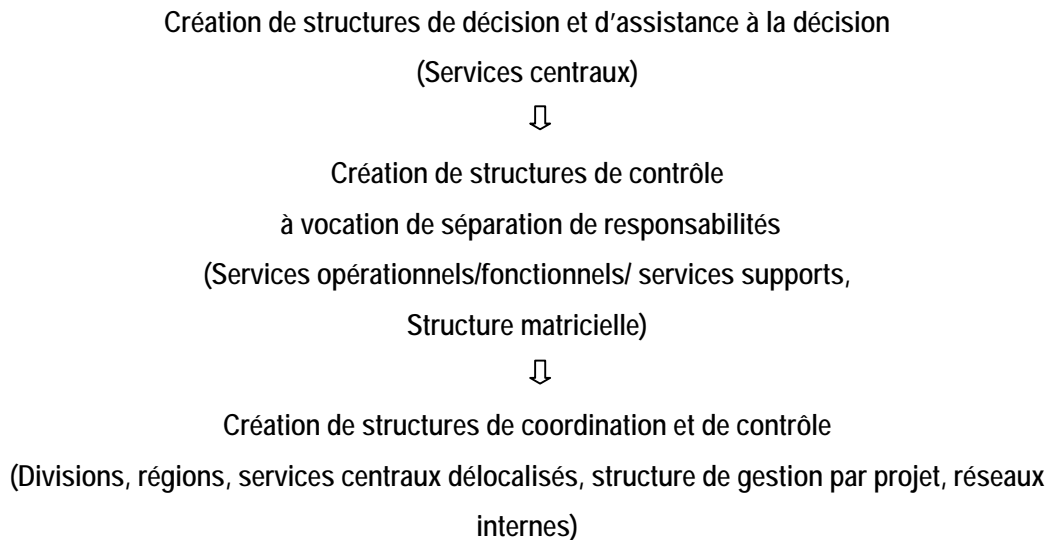 Création de structures de décision et d’assistance à la décision
(Services centraux)
⇩
Création de structures de contrôle
à vocation de séparation de responsabilités
(Services opérationnels/fonctionnels/ services supports,
Structure matricielle)
⇩
Création de structures de coordination et de contrôle
(Divisions, régions, services centraux délocalisés, structure de gestion par projet, réseaux
internes)